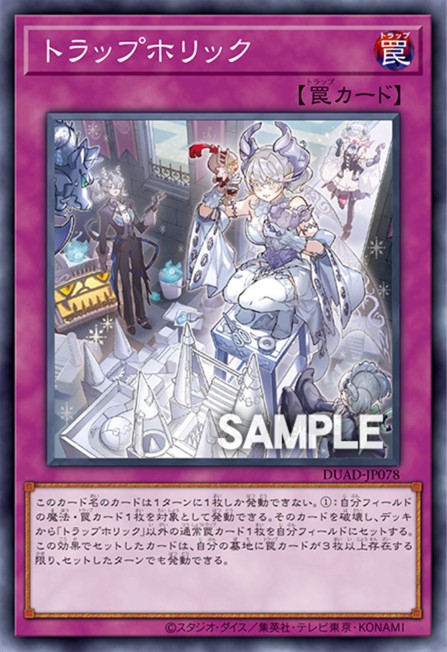 トラップホリック
トラップ
罠
トラップ
【罠カード】
SAMPLE
DUAD-JP078
このカード名のカードは1ターンに1枚しか発動できない。①:自分フィールド
の魔法・罠カード1枚を対象として発動できる。そのカードを破壊し、デッキ
から「トラップホリック」以外の通常罠カード1枚を自分フィールドにセットする。
この効果でセットしたカードは、自分の墓地に罠カードが3枚以上存在する
限り、セットしたターンでも発動できる。
©スタジオ・ダイス/集英社・テレビ東京・KONAMI